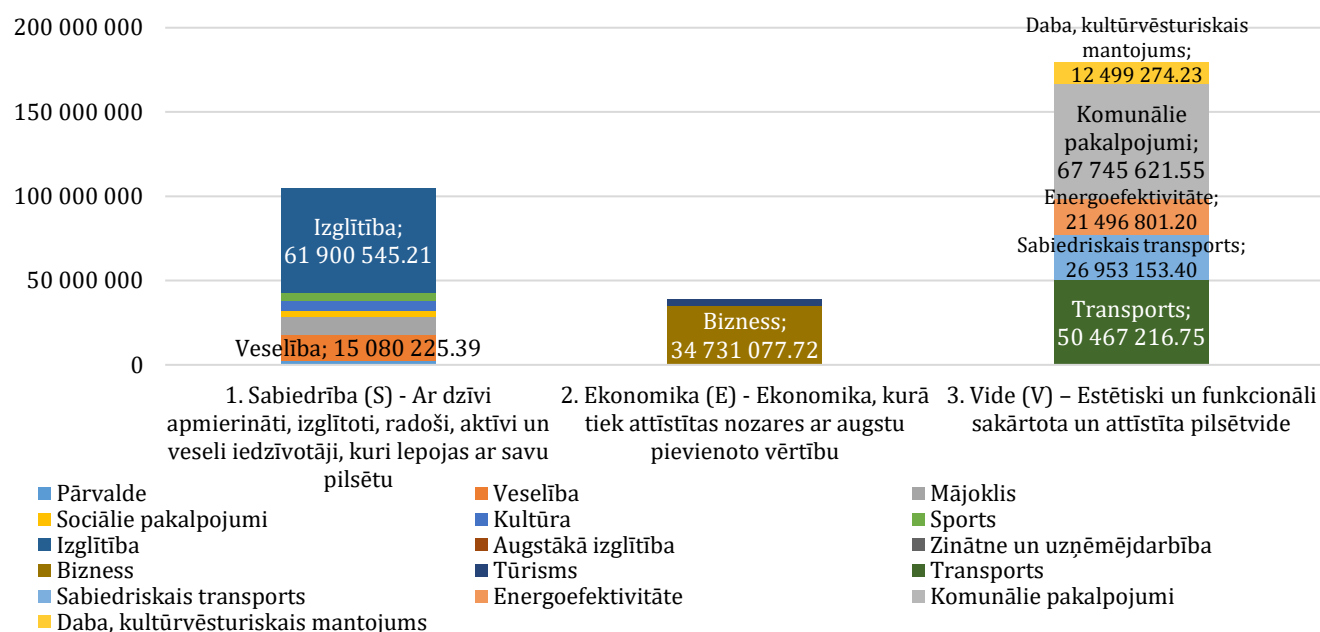 200 000 000
150 000 000
100 000 000
50 000 000
0
Izglītība;
61 900 545.21
Veselība; 15 080 225.39
Bizness;
34 731 077.72
Daba, kultūrvēsturiskais
mantojums;
12 499 274.23
Komunālie
pakalpojumi;
67 745 621.55
Energoefektivitāte;
21 496 801.20
Sabiedriskais transports;
26 953 153.40
Transports;
50 467 216.75
1. Sabiedrība (S) - Ar dzīvi
apmierināti, izglītoti, radoši, aktīvi un
veseli iedzīvotāji, kuri lepojas ar savu
pilsētu
2. Ekonomika (E) - Ekonomika, kurā
tiek attīstītas nozares ar augstu
pievienoto vērtību
3. Vide (V) – Estētiski un funkcionāli
sakārtota un attīstīta pilsētvide
Pārvalde
Veselība
Mājoklis
Sociālie pakalpojumi
Kultūra
Sports
Izglītība
Augstākā izglītība
Zinātne un uzņēmējdarbība
Bizness
Tūrisms
Transports
Sabiedriskais transports
Energoefektivitāte
Komunālie pakalpojumi
Daba, kultūrvēsturiskais mantojums